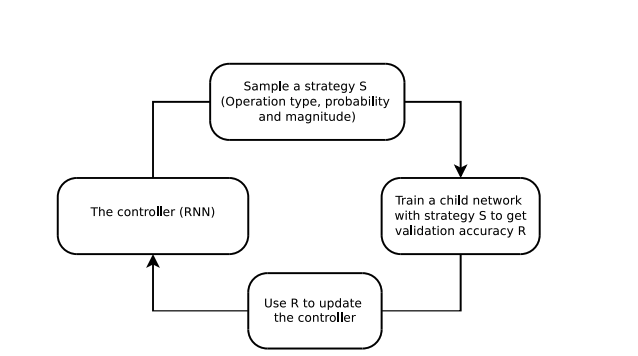 Sample a strategy S
(Operation type, probability
and magnitude)
The controller (RNN)
Train a child network
with strategy S to get
validation accuracy R
Use R to update
the controller